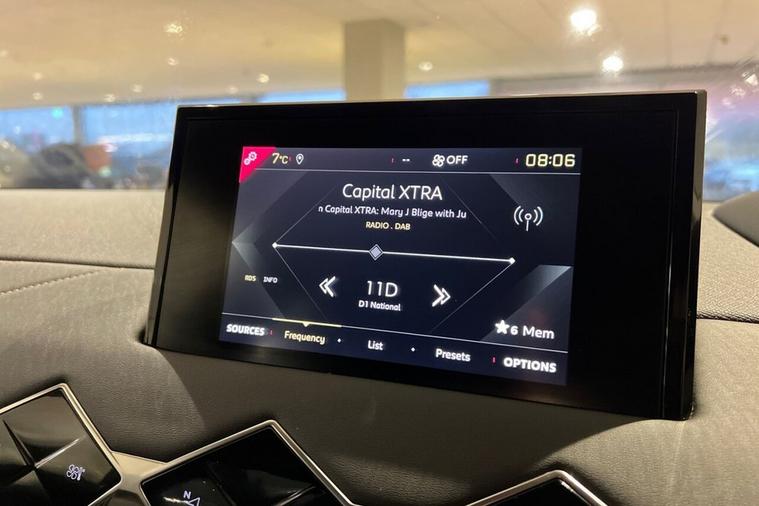 7°C -- OFF 08:06
Capital XTRA
n Capital XTRA: Mary J Blige with Ju
RADIO . DAB
RDS INFO
11D
D1 National
6 Mem
SOURCES Frequency List Presets OPTIONS
N